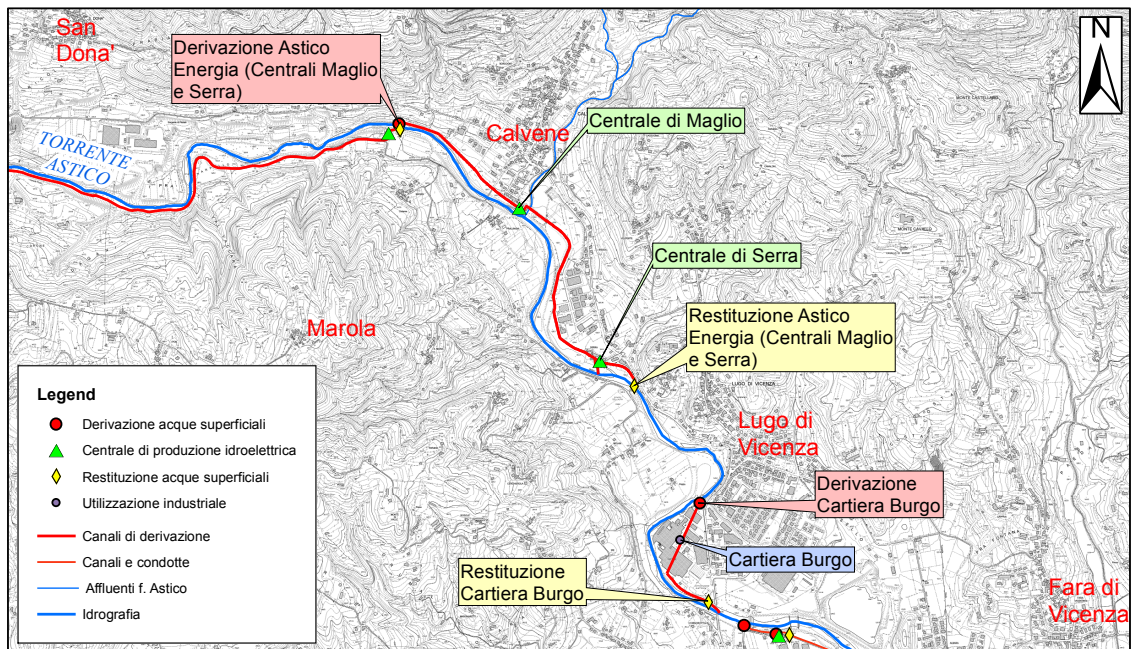 San
Dona'
Derivazione Astico
Energia (Centrali Maglio
e Serra)
N
Calvene
Centrale di Maglio
TORRENTE
ASTICO
Centrale di Serra
Marola
Restituzione Astico
Energia (Centrali Maglio
e Serra)
LUGO DI VICENZA
Lugo di
Vicenza
Derivazione
Cartiera Burgo
Cartiera Burgo
Restituzione
Cartiera Burgo
Fara di
Vicenza
Legend
Derivazione acque superficiali
Centrale di produzione idroelettrica
Restituzione acque superficiali
Utilizzazione industriale
Canali di derivazione
Canali e condotte
Affluenti f. Astico
Idrografia